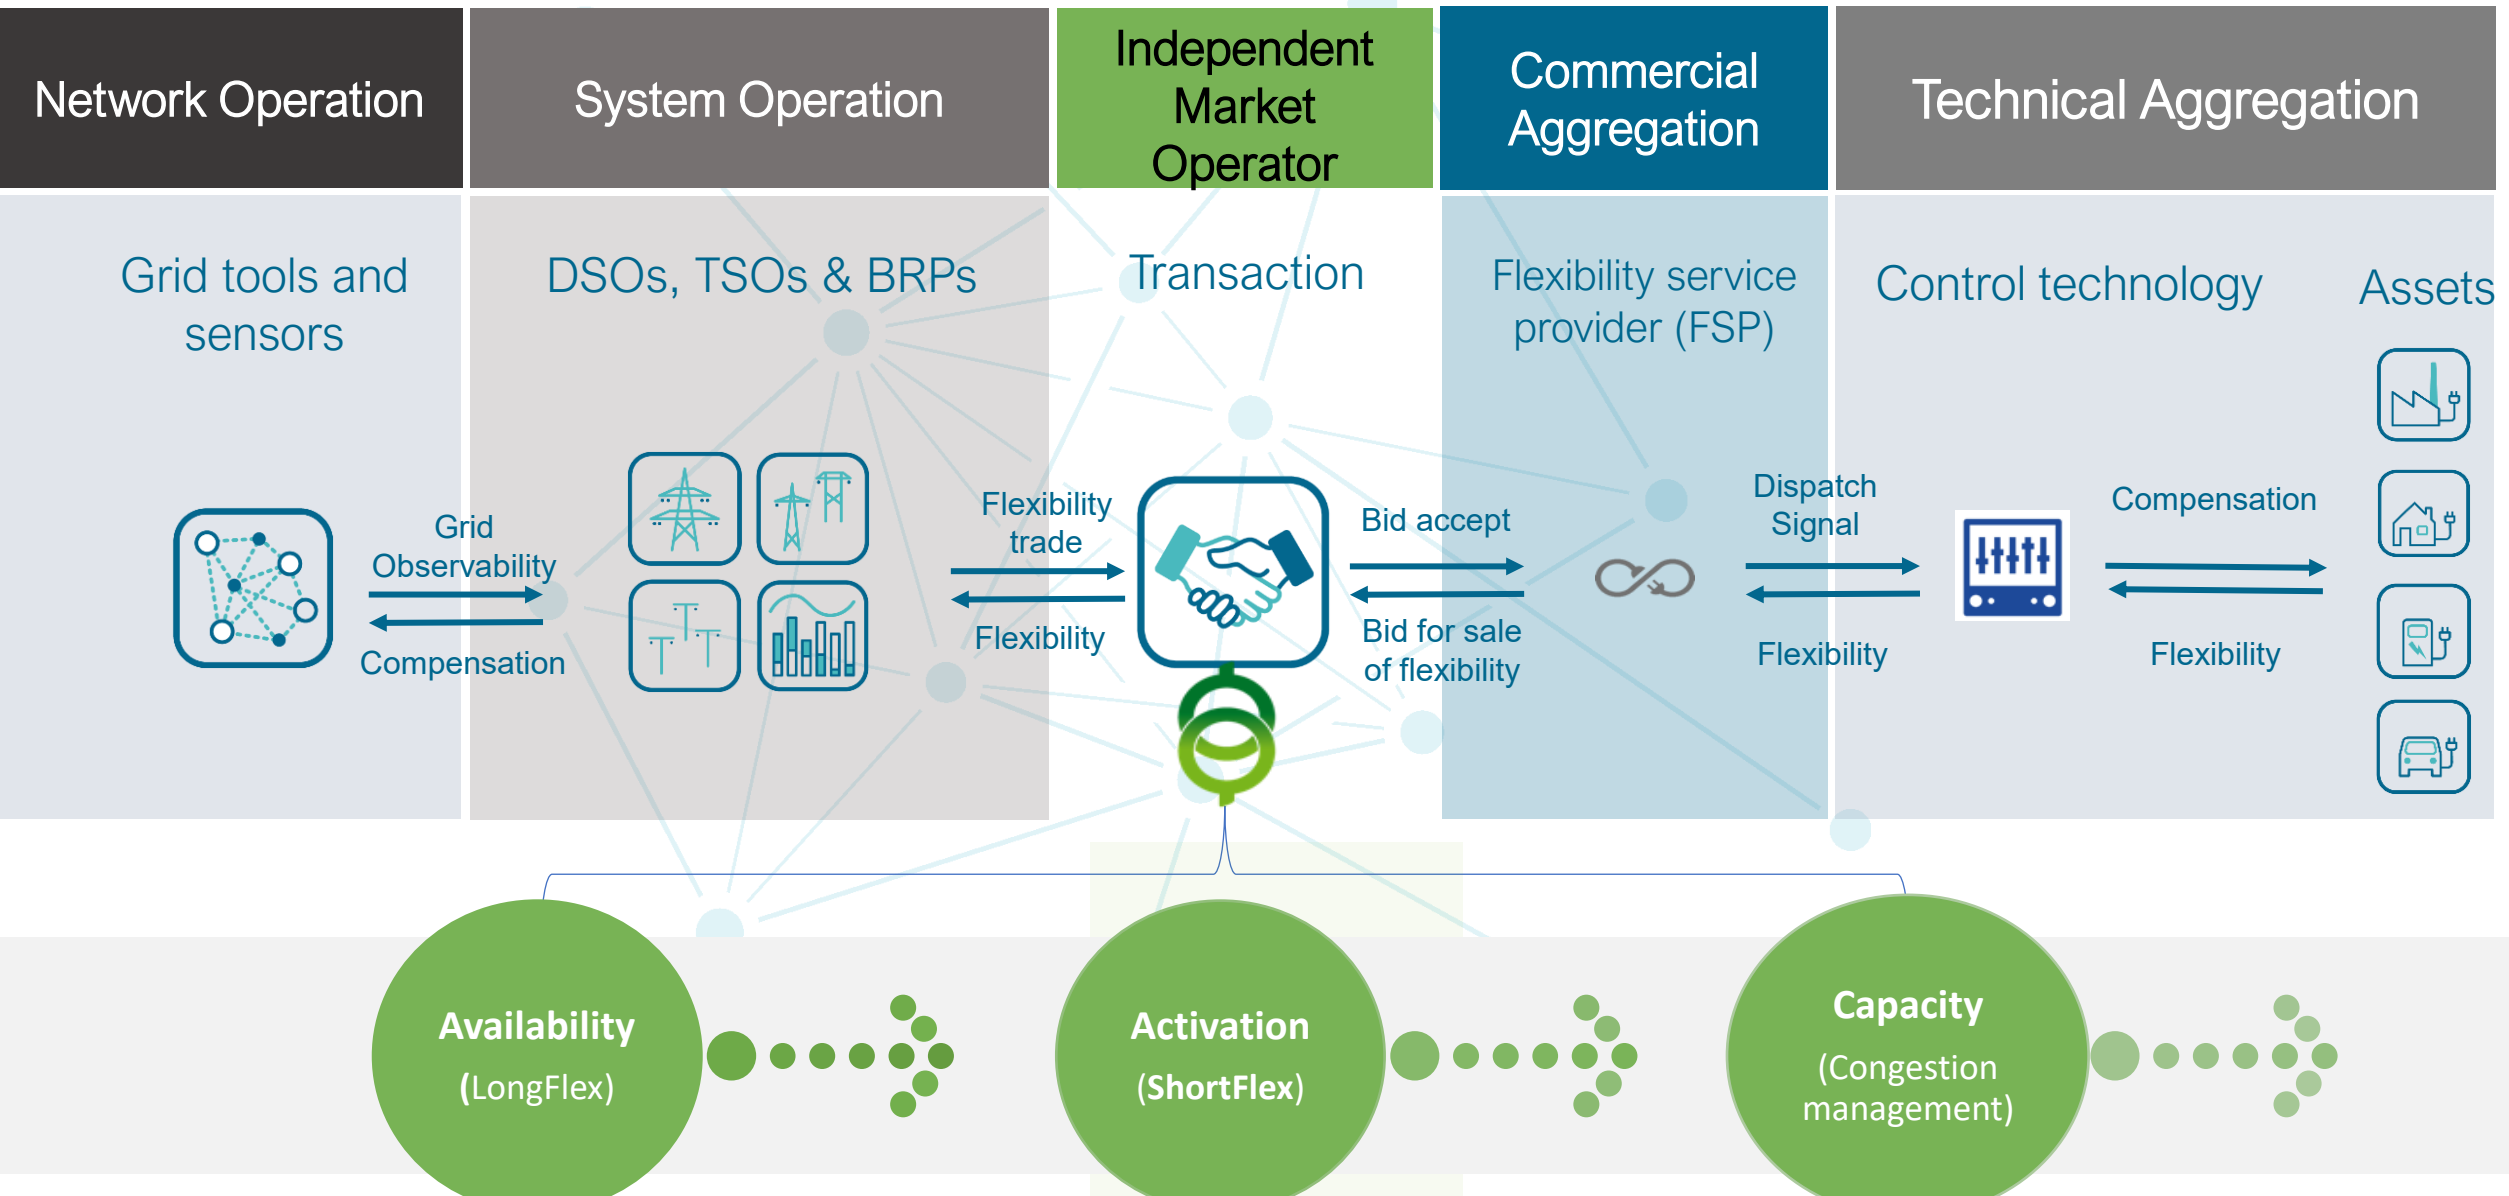 Network Operation
System Operation
Independent
Market
Operator
Commercial
Aggregation
Technical Aggregation
Grid tools and
sensors
DSOs, TSOs & BRPs
Transaction
Flexibility service
provider (FSP)
Control technology
Assets
Grid
Observability
Compensation
Flexibility
trade
Flexibility
Bid accept
Bid for sale
of flexibility
Dispatch
Signal
Flexibility
Compensation
Flexibility
Availability
(LongFlex)
Activation
(ShortFlex)
Capacity
(Congestion
management)